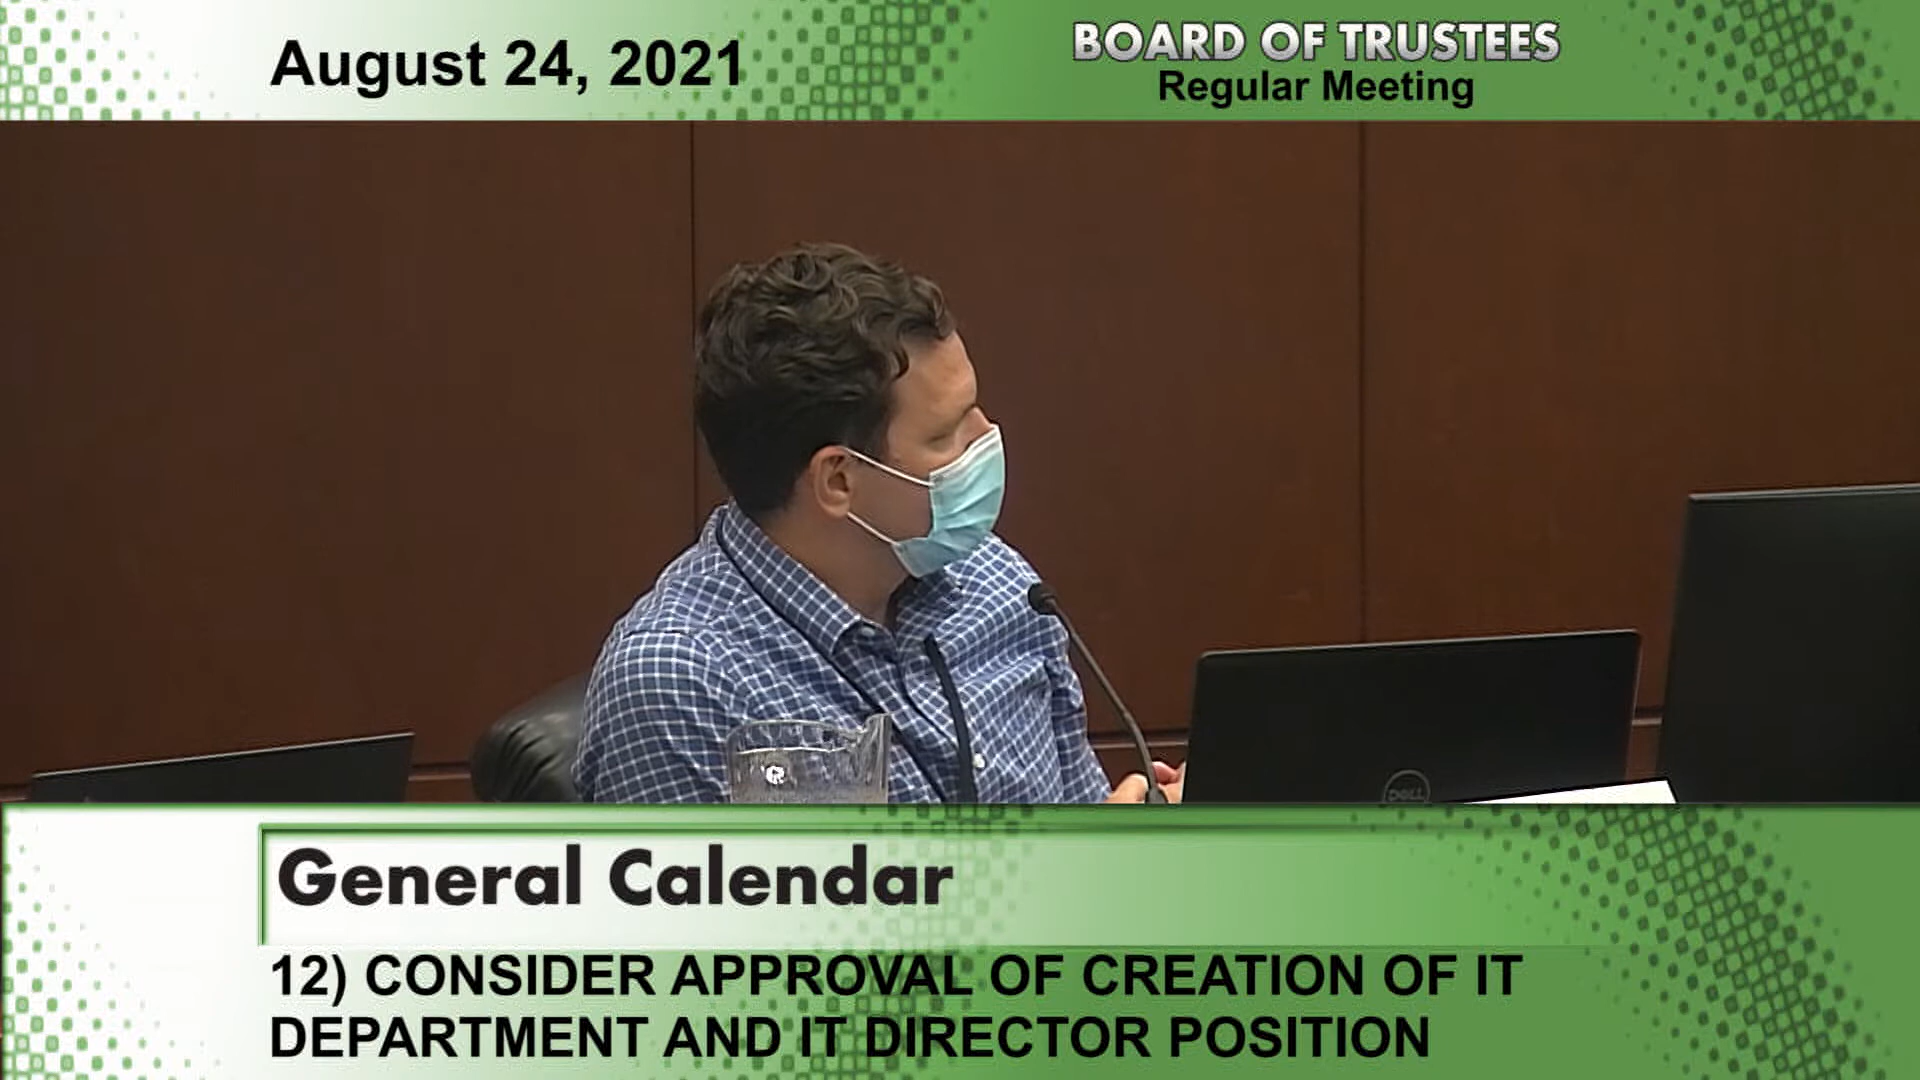 August 24, 2021
BOARD OF TRUSTEES
Regular Meeting
DELL
General Calendar
12) CONSIDER APPROVAL OF CREATION OF IT
DEPARTMENT AND IT DIRECTOR POSITION